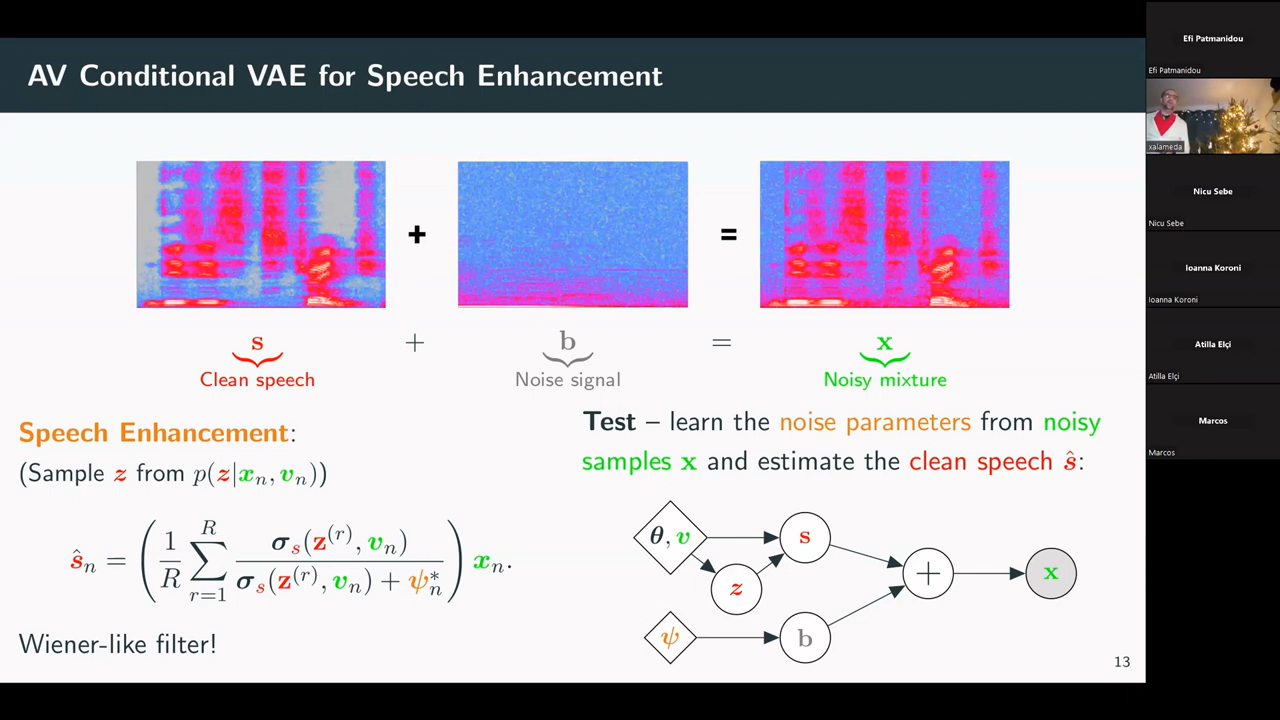 AV Conditional VAE for Speech Enhancement
+ =
s + b = x
Clean speech Noise signal Noisy mixture
Speech Enhancement:
(Sample z from p(z|xₙ, vₙ))
ŝₙ = ( 1/R ∑_{r=1}^{R} σₛ(z⁽ʳ⁾, vₙ) / (σₛ(z⁽ʳ⁾, vₙ) + ψₙ*) ) xₙ.
Wiener-like filter!
Test – learn the noise parameters from noisy
samples x and estimate the clean speech ŝ:
θ, v
s
z
+
x
ψ
b
13
Efi Patmanidou
Efi Patmanidou
xalameda
Nicu Sebe
Nicu Sebe
Ioanna Koroni
Ioanna Koroni
Atilla Elçi
Atilla Elçi
Marcos
Marcos